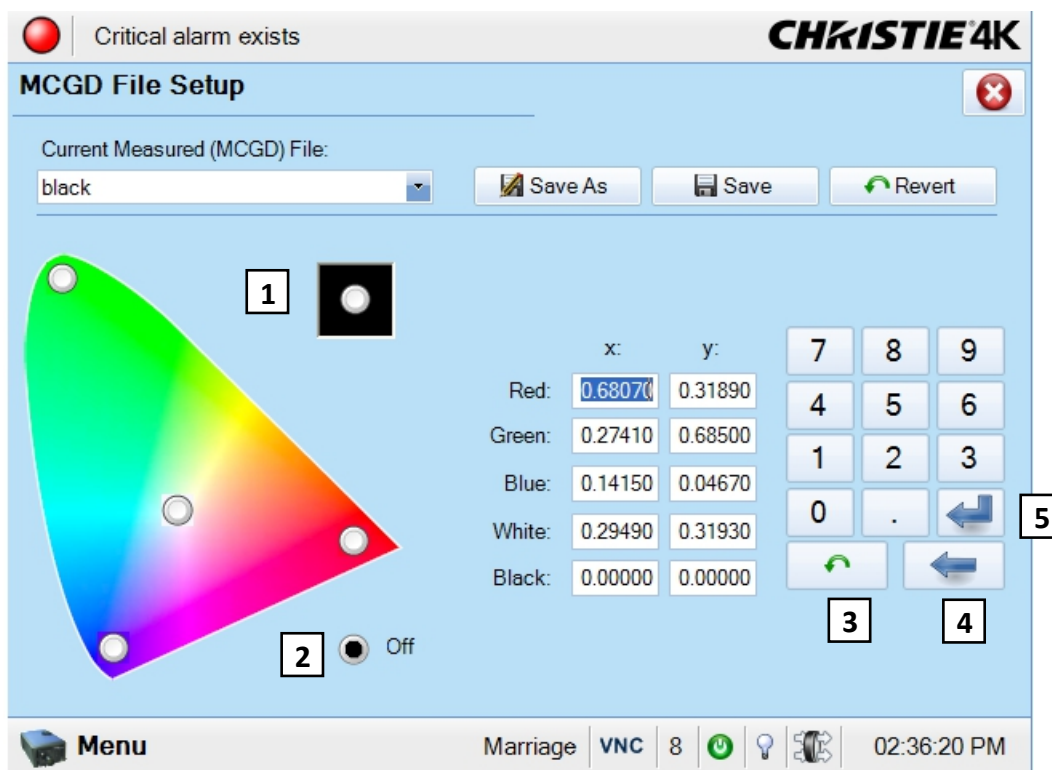 Critical alarm exists
CHRISTIE 4K
MCGD File Setup
Current Measured (MCGD) File:
black
Save As
Save
Revert
1
x: y:
Red: 0.68070 0.31890
Green: 0.27410 0.68500
Blue: 0.14150 0.04670
White: 0.29490 0.31930
Black: 0.00000 0.00000
7 8 9
4 5 6
1 2 3
0 .
5
3
4
2
Off
Menu
Marriage VNC 8 02:36:20 PM